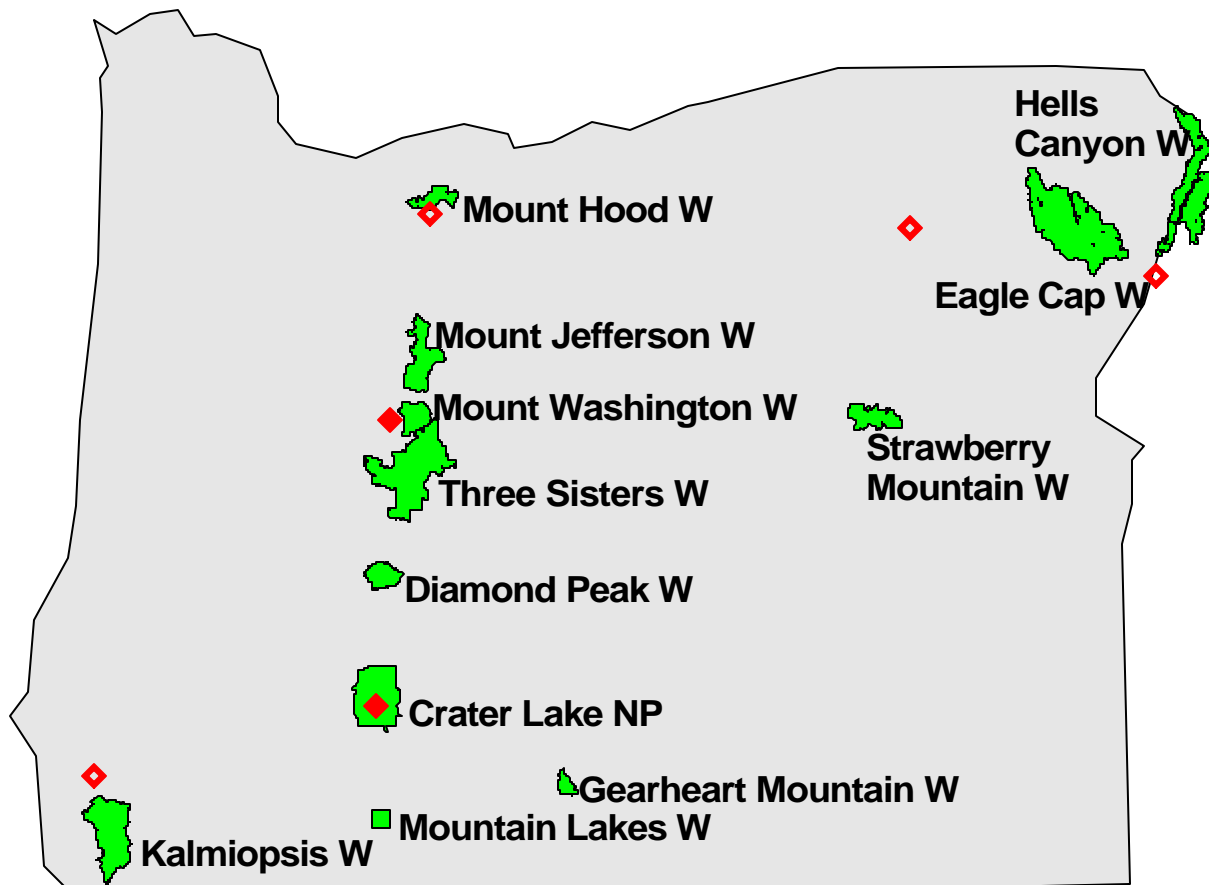 Hells
Canyon W
Mount Hood W
Eagle Cap W
Mount Jefferson W
Mount Washington W
Strawberry
Mountain W
Three Sisters W
Diamond Peak W
Crater Lake NP
Gearheart Mountain W
Mountain Lakes W
Kalmiopsis W